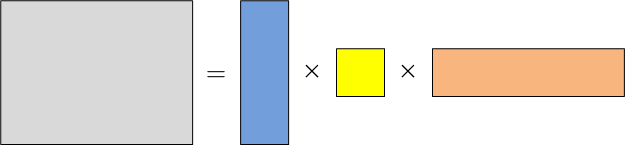 = × ×